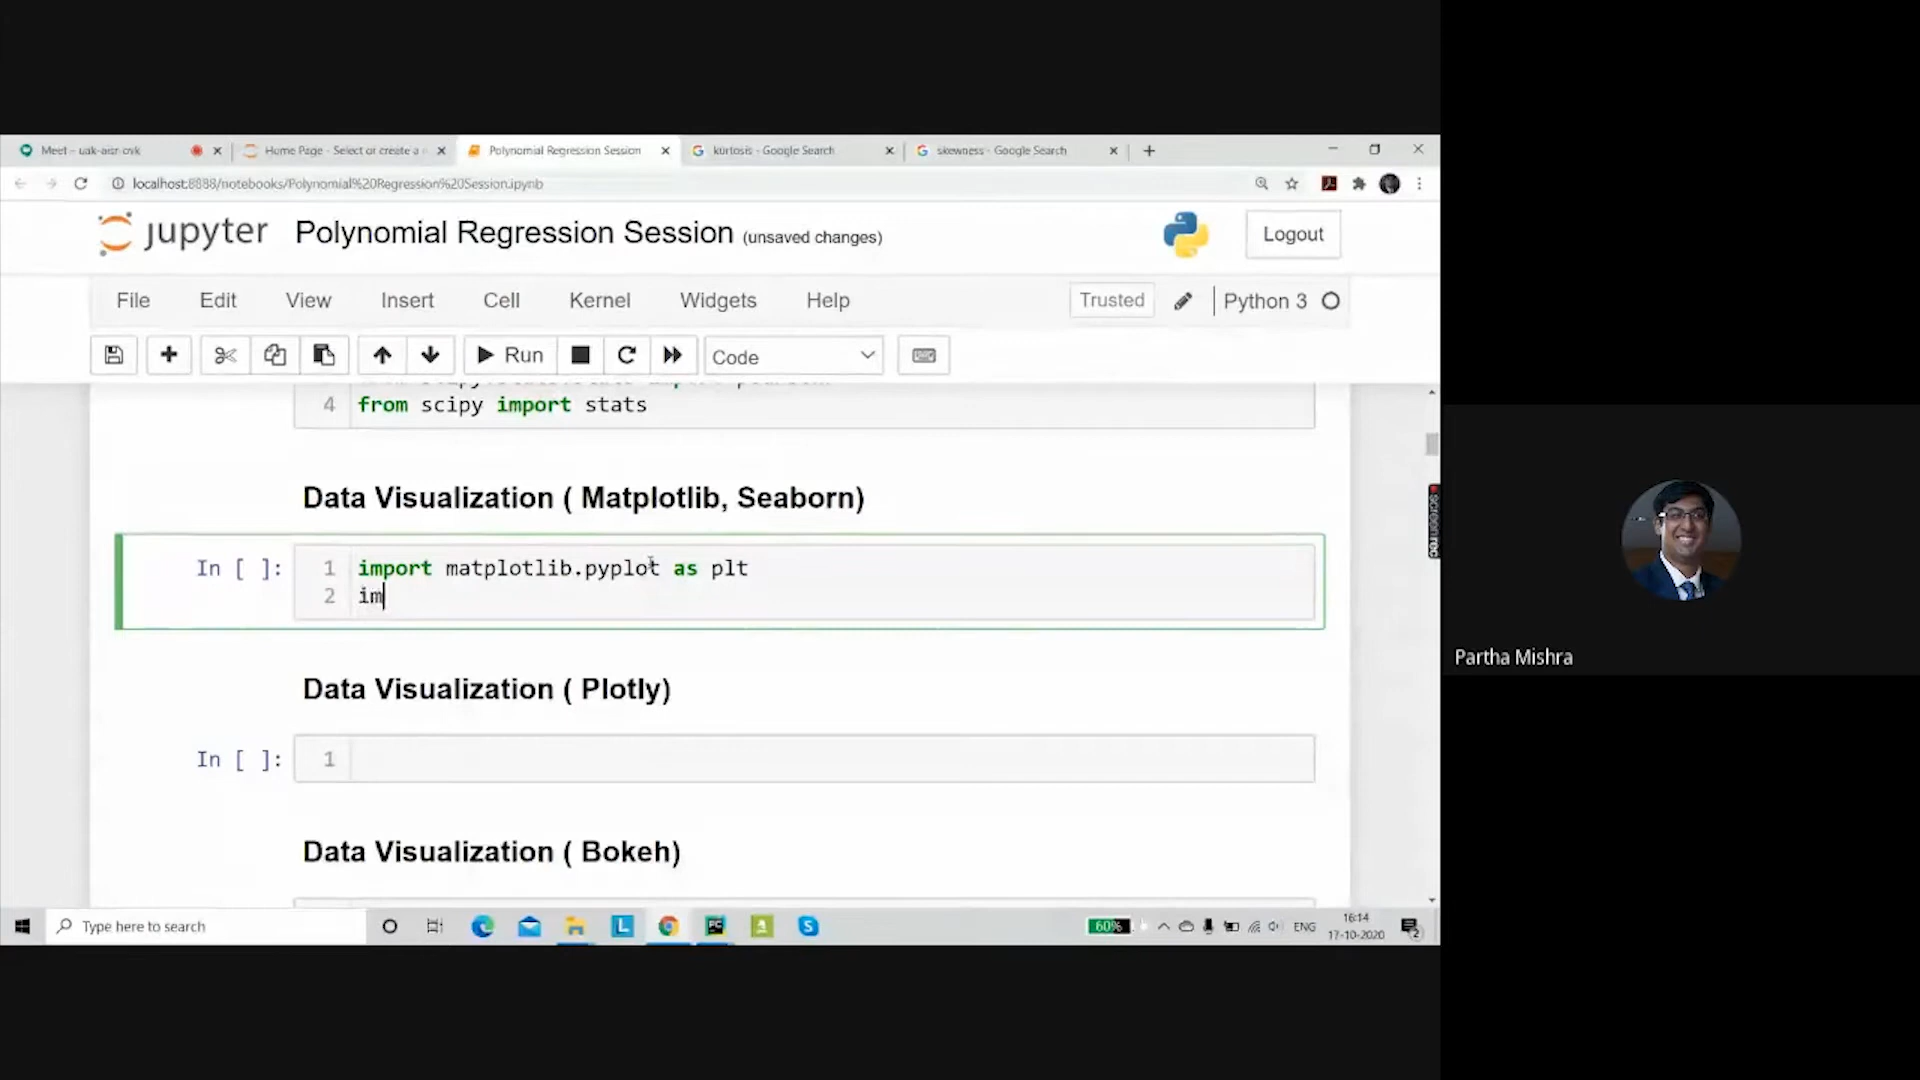 Meet – uak-aisr-ovk
Home Page - Select or create a
Polynomial Regression Session
kurtosis - Google Search
skewness - Google Search
localhost:8888/notebooks/Polynomial%20Regression%20Session.ipynb
jupyter
Polynomial Regression Session (unsaved changes)
Logout
File Edit View Insert Cell Kernel Widgets Help
Trusted
Python 3
Run
Code
4 from scipy import stats
Data Visualization ( Matplotlib, Seaborn)
In [ ]:
1 import matplotlib.pyplot as plt
2 im
Data Visualization ( Plotly)
In [ ]:
1
Data Visualization ( Bokeh)
screenrec
Type here to search
60%
ENG
16:14
17-10-2020
Partha Mishra